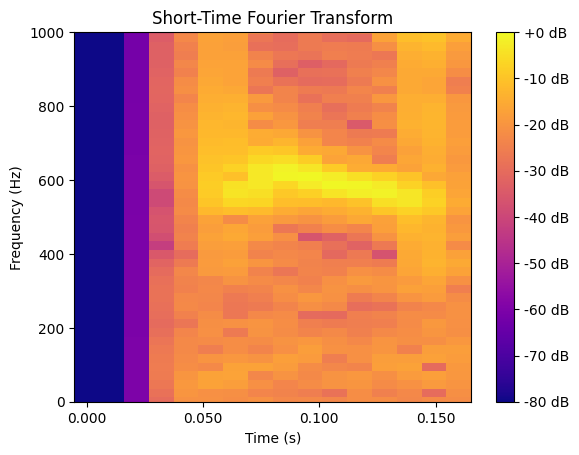 Short-Time Fourier Transform
Frequency (Hz)
1000
800
600
400
200
0
0.000
0.050
0.100
0.150
Time (s)
+0 dB
-10 dB
-20 dB
-30 dB
-40 dB
-50 dB
-60 dB
-70 dB
-80 dB